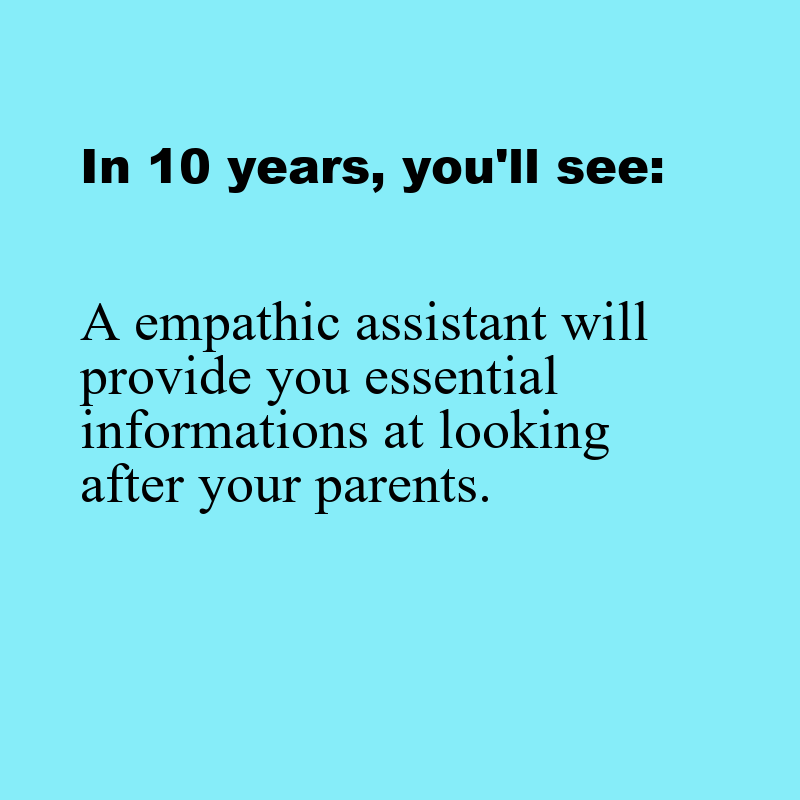 In 10 years, you'll see:
A empathic assistant will
provide you essential
informations at looking
after your parents.